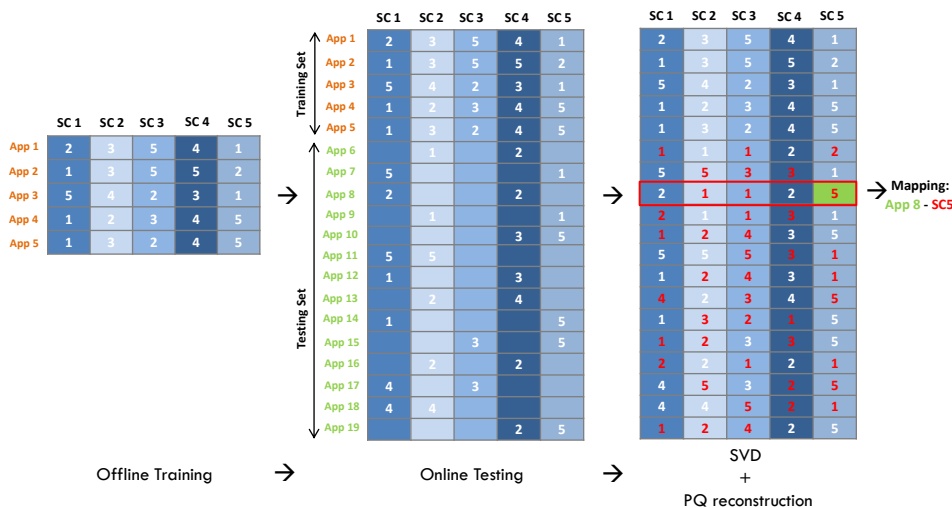 SC 1 SC 2 SC 3 SC 4 SC 5
App 1 2 3 5 4 1
App 2 1 3 5 5 2
App 3 5 4 2 3 1
App 4 1 2 3 4 5
App 5 1 3 2 4 5
Offline Training
SC 1 SC 2 SC 3 SC 4 SC 5
Training Set
App 1 2 3 5 4 1
App 2 1 3 5 5 2
App 3 5 4 2 3 1
App 4 1 2 3 4 5
App 5 1 3 2 4 5
Testing Set
App 6 1 2
App 7 5 1
App 8 2 2
App 9 1 1
App 10 3 5
App 11 5 5
App 12 1 3
App 13 2 4
App 14 1 5
App 15 3 5
App 16 2 2
App 17 4 3
App 18 4 4
App 19 2 5
Online Testing
SC 1 SC 2 SC 3 SC 4 SC 5
2 3 5 4 1
1 3 5 5 2
5 4 2 3 1
1 2 3 4 5
1 3 2 4 5
1 1 1 2 2
5 5 3 3 1
2 1 1 2 5
2 1 1 3 1
1 2 4 3 5
5 5 5 3 1
1 2 4 3 1
4 2 3 4 5
1 3 2 1 5
1 2 3 3 5
2 2 1 2 1
4 5 3 2 5
4 4 5 2 1
1 2 4 2 5
Mapping:
App 8 - SC5
SVD
+
PQ reconstruction